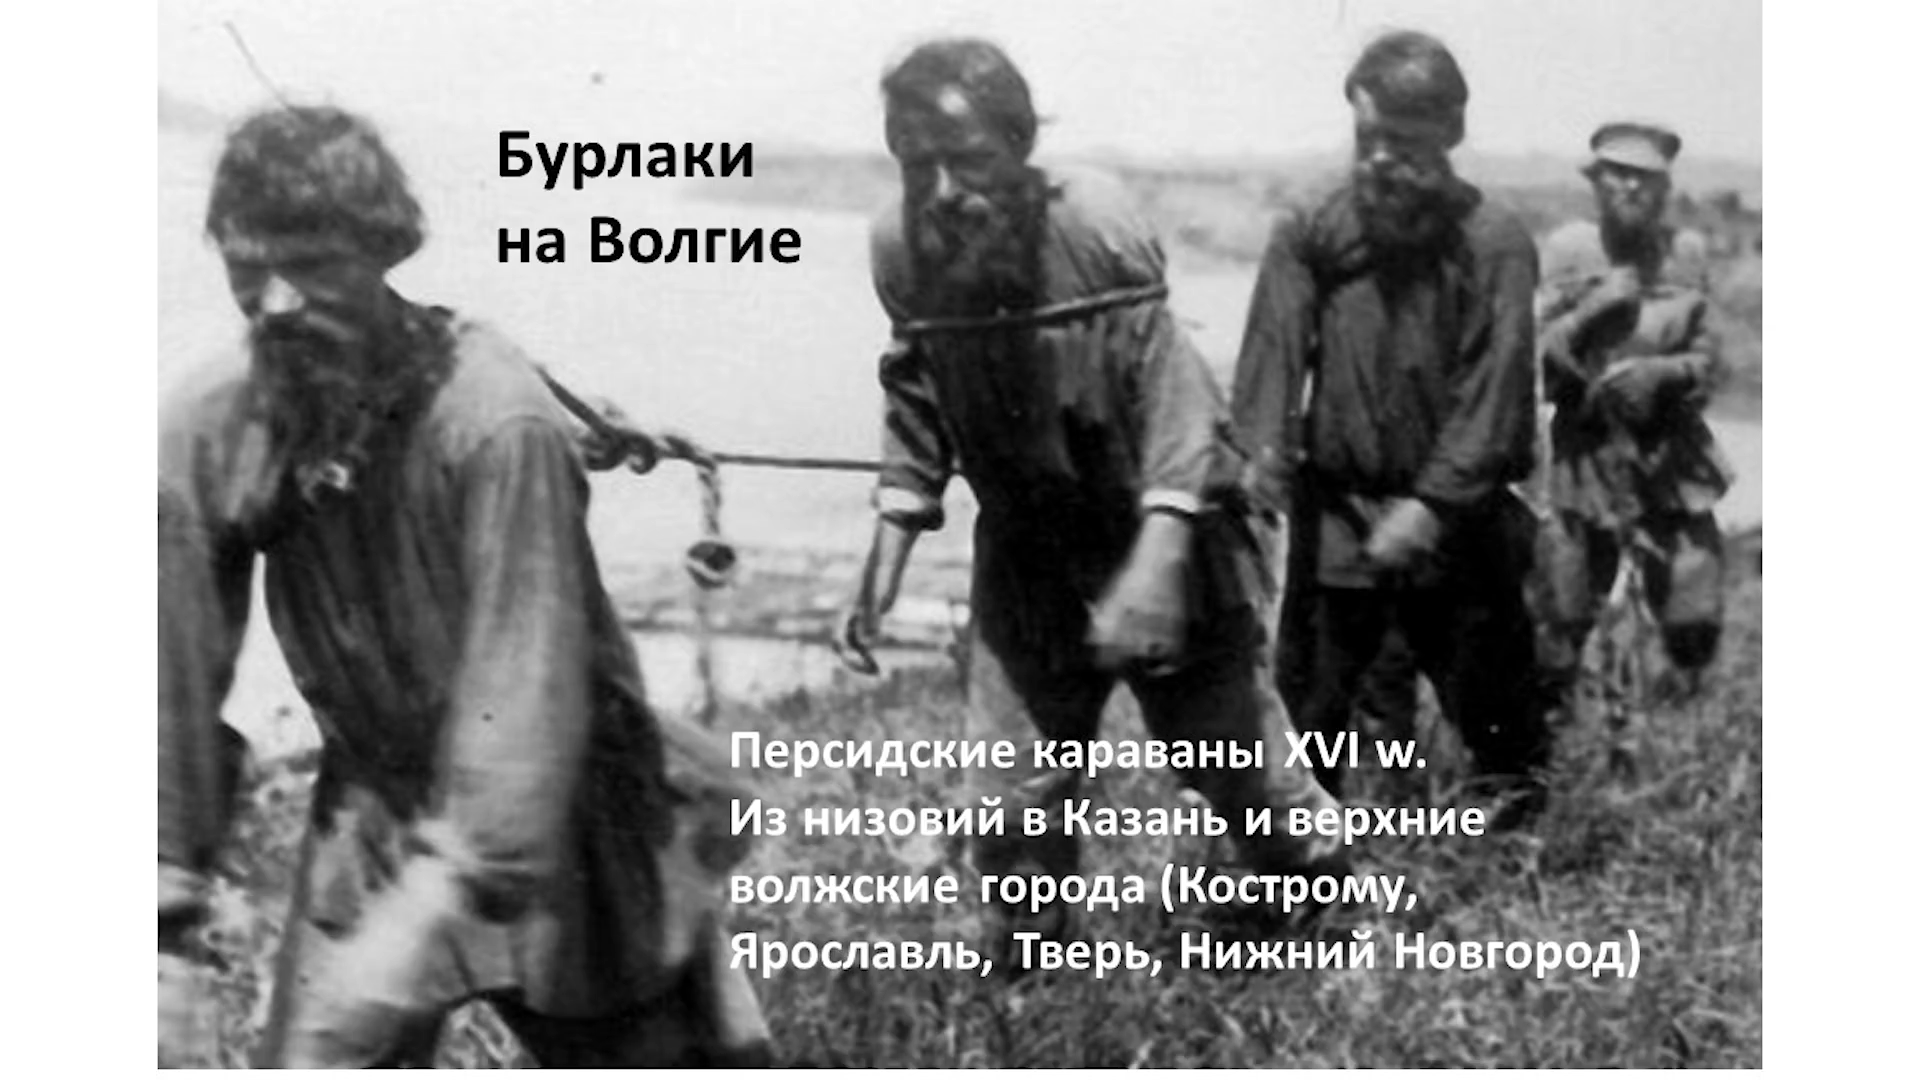 Бурлаки
на Волгие
Персидские караваны XVI w.
Из низовий в Казань и верхние
волжские города (Кострому,
Ярославль, Тверь, Нижний Новгород)